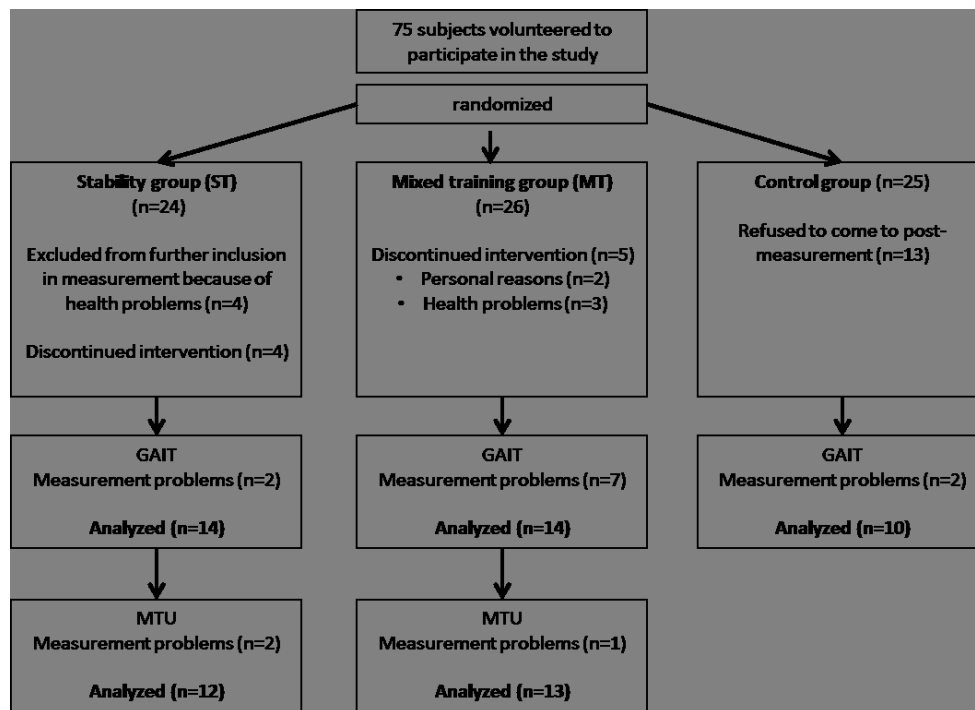 75 subjects volunteered to
participate in the study
randomized
Stability group (ST)
(n=24)
Excluded from further inclusion
in measurement because of
health problems (n=4)
Discontinued intervention (n=4)
Mixed training group (MT)
(n=26)
Discontinued intervention (n=5)
• Personal reasons (n=2)
• Health problems (n=3)
Control group (n=25)
Refused to come to post-
measurement (n=13)
GAIT
Measurement problems (n=2)
Analyzed (n=14)
GAIT
Measurement problems (n=7)
Analyzed (n=14)
GAIT
Measurement problems (n=2)
Analyzed (n=10)
MTU
Measurement problems (n=2)
Analyzed (n=12)
MTU
Measurement problems (n=1)
Analyzed (n=13)